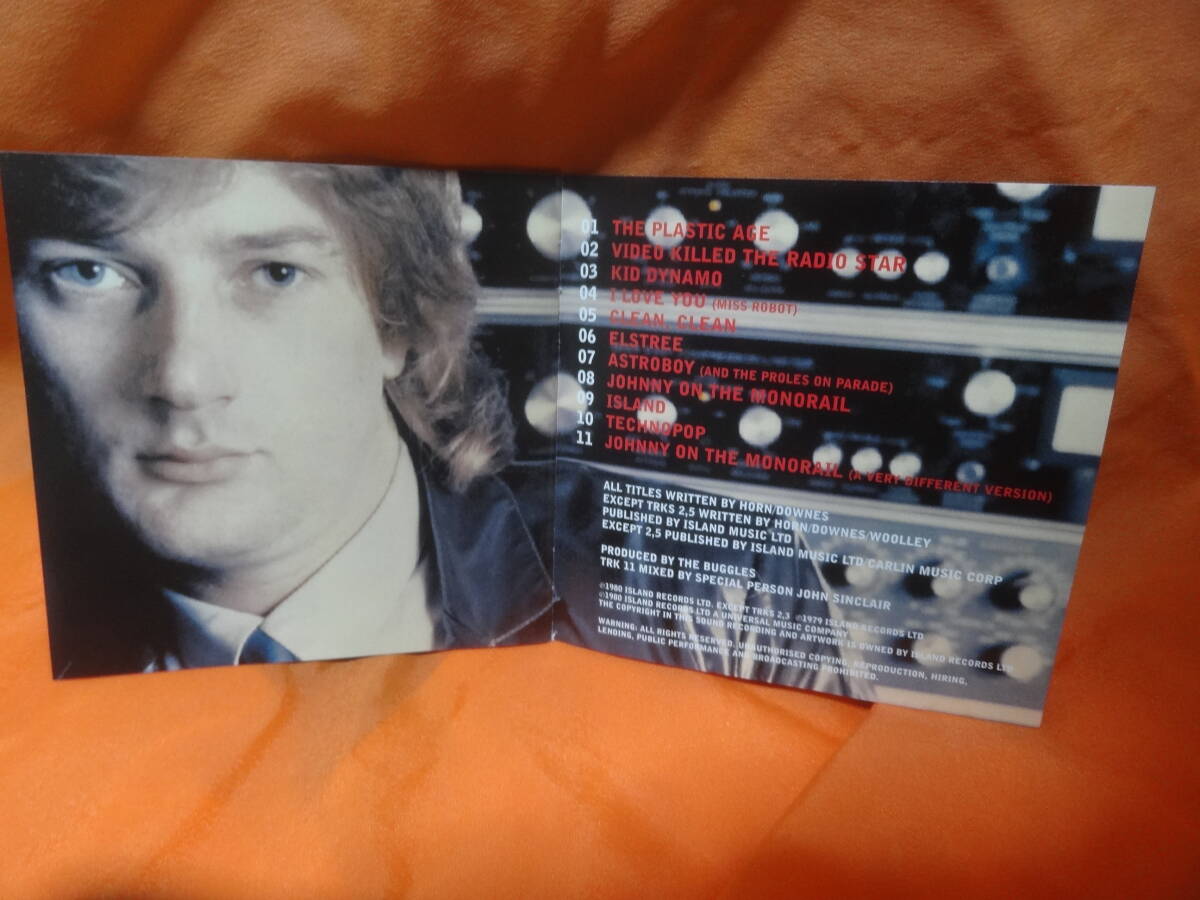 01 THE PLASTIC AGE
02 VIDEO KILLED THE RADIO STAR
03 KID DYNAMO
04 I LOVE YOU (MISS ROBOT)
05 CLEAN, CLEAN
06 ELSTREE
07 ASTROBOY (AND THE PROLES ON PARADE)
08 JOHNNY ON THE MONORAIL
09 ISLAND
10 TECHNOPOP
11 JOHNNY ON THE MONORAIL (A VERY DIFFERENT VERSION)
ALL TITLES WRITTEN BY HORN/DOWNES
EXCEPT TRKS 2,5 WRITTEN BY HORN/DOWNES/WOOLLEY
PUBLISHED BY ISLAND MUSIC LTD
EXCEPT 2,5 PUBLISHED BY ISLAND MUSIC LTD/CARLIN MUSIC CORP
PRODUCED BY THE BUGGLES
TRK 11 MIXED BY SPECIAL PERSON JOHN SINCLAIR
℗1980 ISLAND RECORDS LTD. EXCEPT TRKS 2,3 ℗1979 ISLAND RECORDS LTD
©1980 ISLAND RECORDS LTD A UNIVERSAL MUSIC COMPANY
THE COPYRIGHT IN THIS SOUND RECORDING AND ARTWORK IS OWNED BY ISLAND RECORDS LTD
WARNING: ALL RIGHTS RESERVED. UNAUTHORISED COPYING, REPRODUCTION, HIRING,
LENDING, PUBLIC PERFORMANCE AND BROADCASTING PROHIBITED.